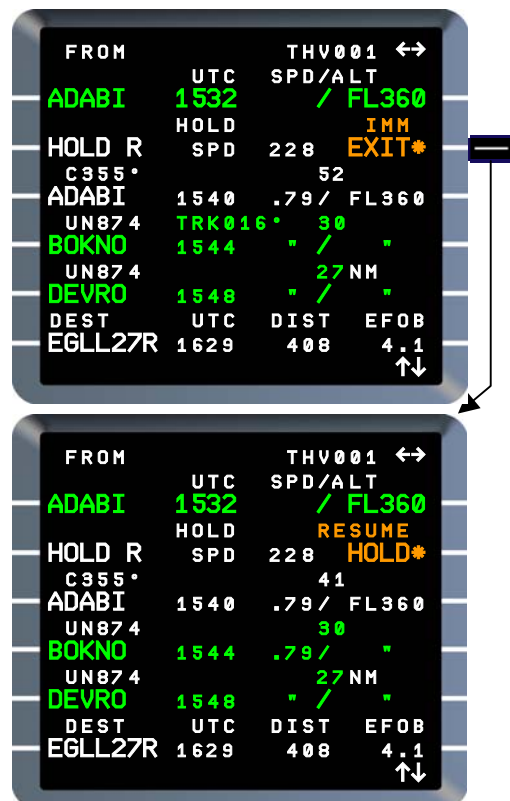 FROM THV001 ←→
UTC SPD/ALT
ADABI 1532 / FL360
HOLD IMM
HOLD R SPD 228 EXIT*
C355° 52
ADABI 1540 .79/ FL360
UN874 TRK016° 30
BOKNO 1544 " / "
UN874 27NM
DEVRO 1548 " / "
DEST UTC DIST EFOB
EGLL27R 1629 408 4.1
↑↓
FROM THV001 ←→
UTC SPD/ALT
ADABI 1532 / FL360
HOLD RESUME
HOLD R SPD 228 HOLD*
C355° 41
ADABI 1540 .79/ FL360
UN874 30
BOKNO 1544 .79/ "
UN874 27NM
DEVRO 1548 " / "
DEST UTC DIST EFOB
EGLL27R 1629 408 4.1
↑↓